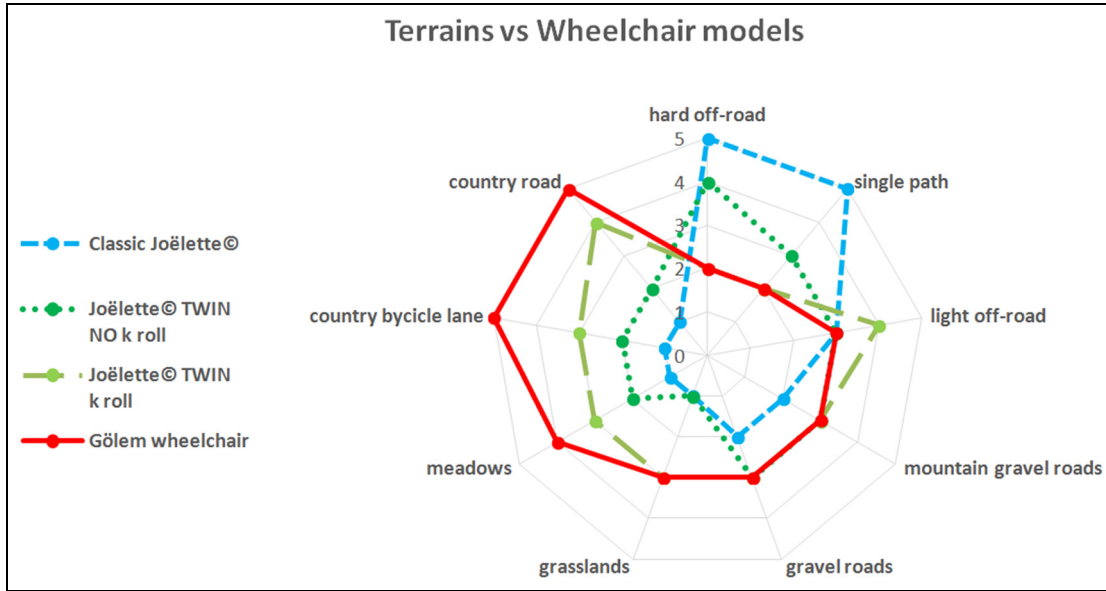 Terrains vs Wheelchair models
hard off-road
5
country road
4
single path
3
Classic Joëlette©
2
Joëlette© TWIN
NO k roll
country bycicle lane
1
light off-road
0
Joëlette© TWIN
k roll
Gölem wheelchair
meadows
mountain gravel roads
grasslands
gravel roads